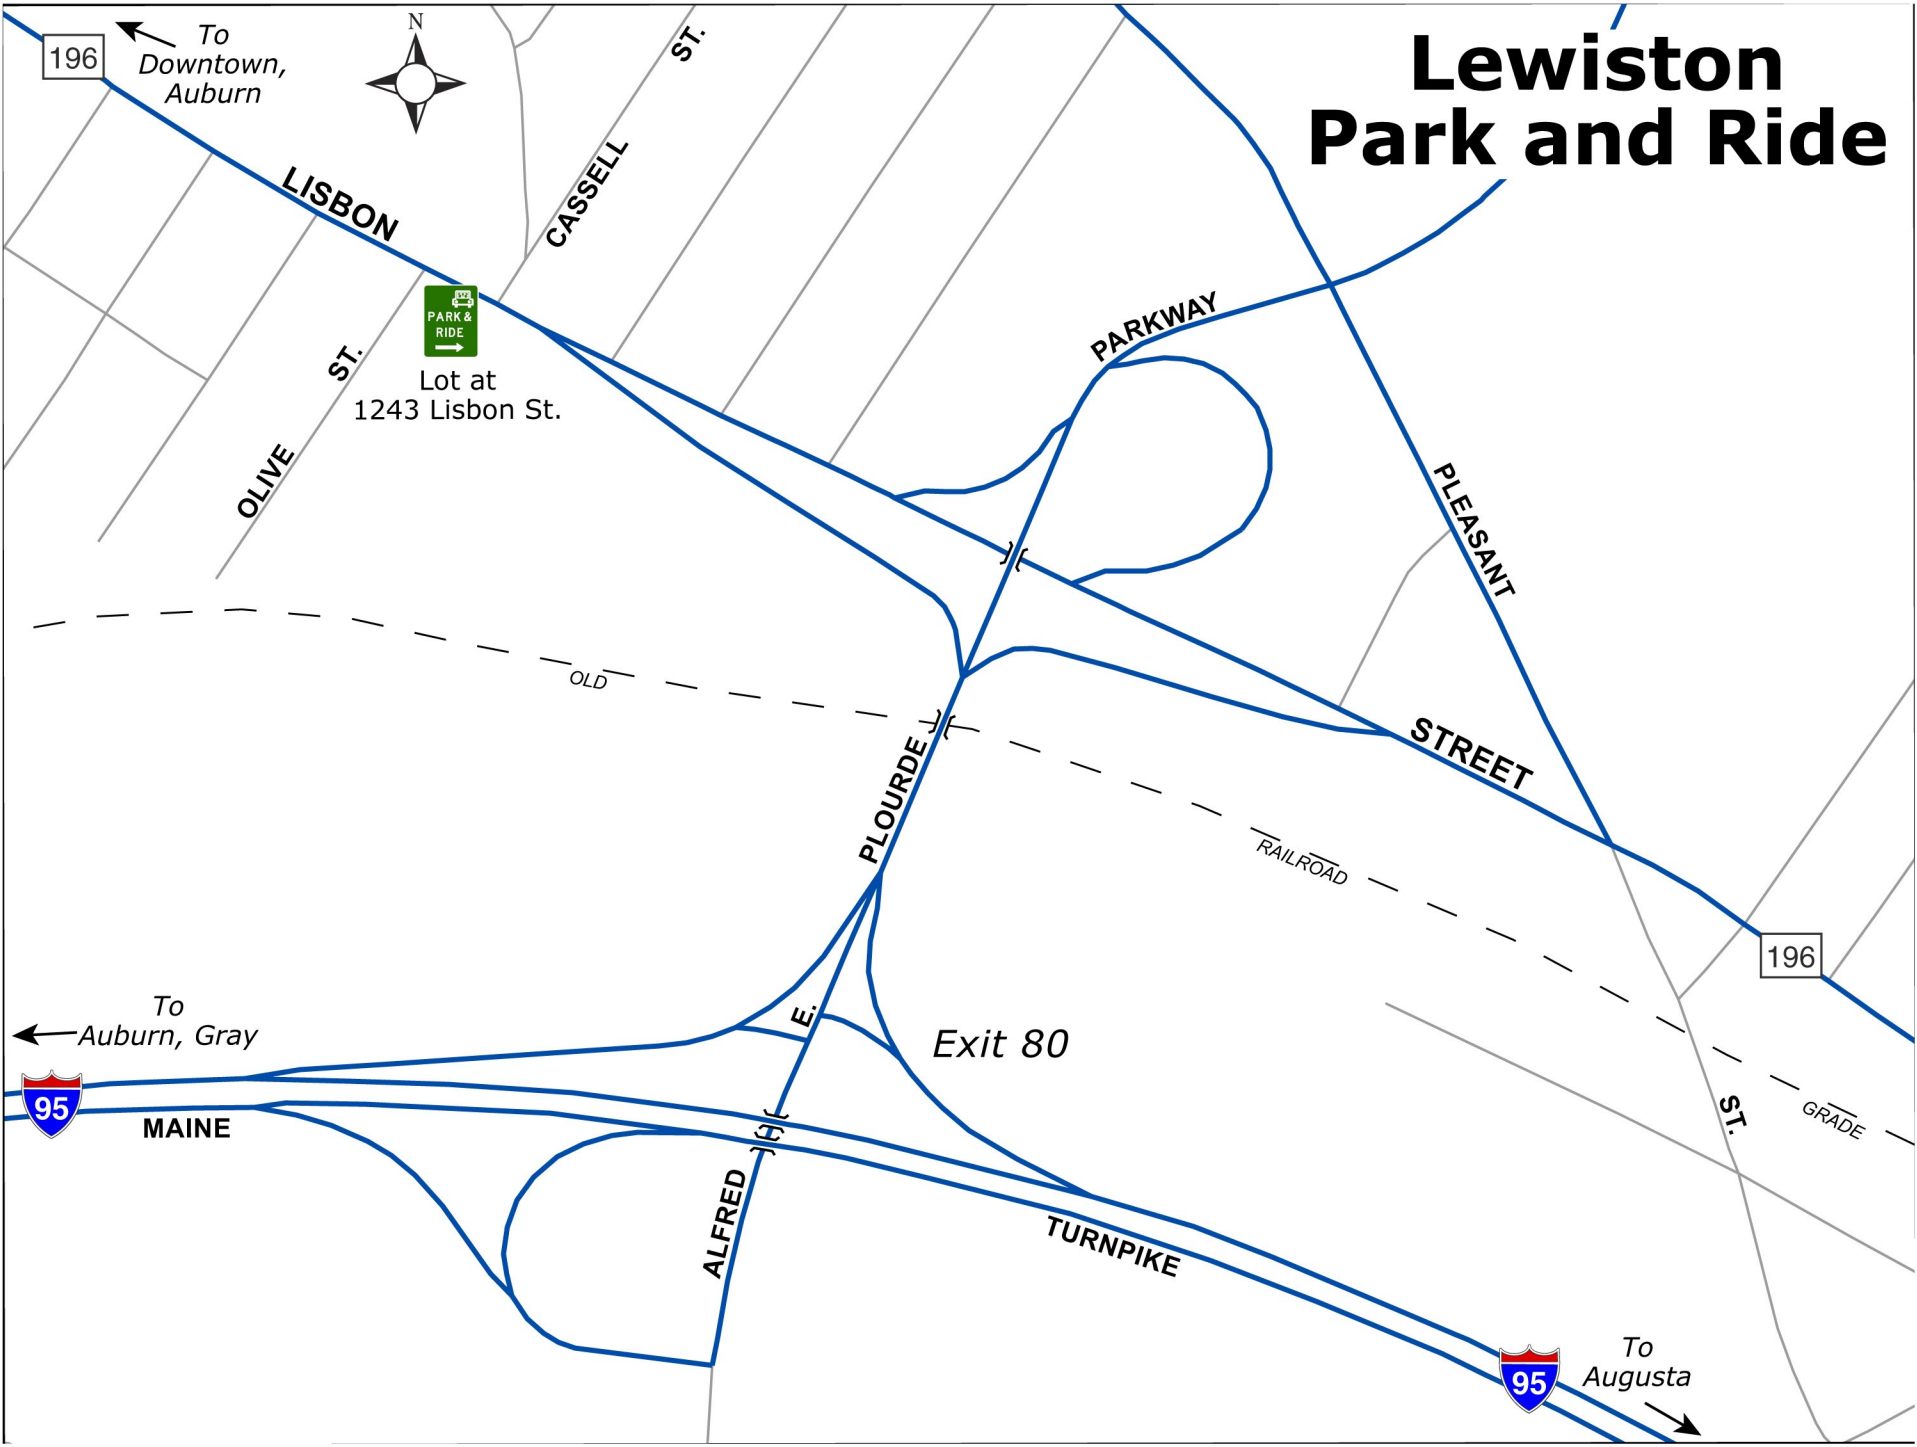 Lewiston
Park and Ride
N
196
To
Downtown,
Auburn
LISBON
CASSELL
ST.
PARK &
RIDE
Lot at
1243 Lisbon St.
OLIVE
ST.
PARKWAY
PLEASANT
OLD
PLOURDE
STREET
RAILROAD
196
To
Auburn, Gray
E.
Exit 80
95
MAINE
ST.
GRADE
ALFRED
TURNPIKE
95
To
Augusta